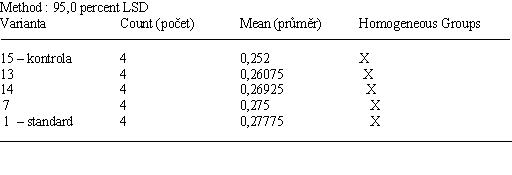 Method : 95,0 percent LSD
Varianta Count (počet) Mean (průměr) Homogeneous Groups
15 – kontrola 4 0,252 X
13 4 0,26075 X
14 4 0,26925 X
7 4 0,275 X
1 – standard 4 0,27775 X